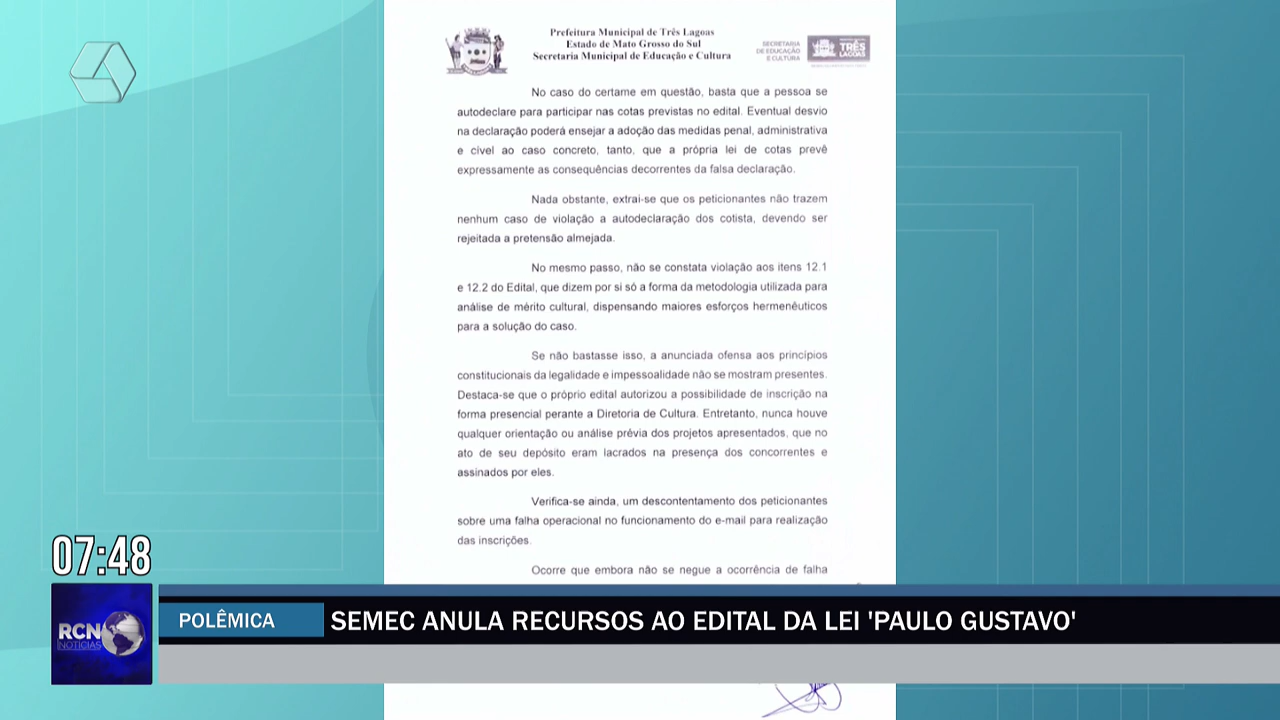 Prefeitura Municipal de Três Lagoas
Estado de Mato Grosso do Sul
Secretaria Municipal de Educação e Cultura
SECRETARIA
DE EDUCAÇÃO
E CULTURA
TRÊS
LAGOAS
No caso do certame em questão, basta que a pessoa se
autodeclare para participar nas cotas previstas no edital. Eventual desvio
na declaração poderá ensejar a adoção das medidas penal, administrativa
e cível ao caso concreto, tanto, que a própria lei de cotas prevê
expressamente as consequências decorrentes da falsa declaração.
Nada obstante, extrai-se que os peticionantes não trazem
nenhum caso de violação a autodeclaração dos cotista, devendo ser
rejeitada a pretensão almejada.
No mesmo passo, não se constata violação aos itens 12.1
e 12.2 do Edital, que dizem por si só a forma da metodologia utilizada para
análise de mérito cultural, dispensando maiores esforços hermenêuticos
para a solução do caso.
Se não bastasse isso, a anunciada ofensa aos princípios
constitucionais da legalidade e impessoalidade não se mostram presentes.
Destaca-se que o próprio edital autorizou a possibilidade de inscrição na
forma presencial perante a Diretoria de Cultura. Entretanto, nunca houve
qualquer orientação ou análise prévia dos projetos apresentados, que no
ato de seu depósito eram lacrados na presença dos concorrentes e
assinados por eles.
Verifica-se ainda, um descontentamento dos peticionantes
sobre uma falha operacional no funcionamento do e-mail para realização
das inscrições.
Ocorre que embora não se negue a ocorrência de falha
07:48
RCN
NOTÍCIAS
POLÊMICA
SEMEC ANULA RECURSOS AO EDITAL DA LEI 'PAULO GUSTAVO'